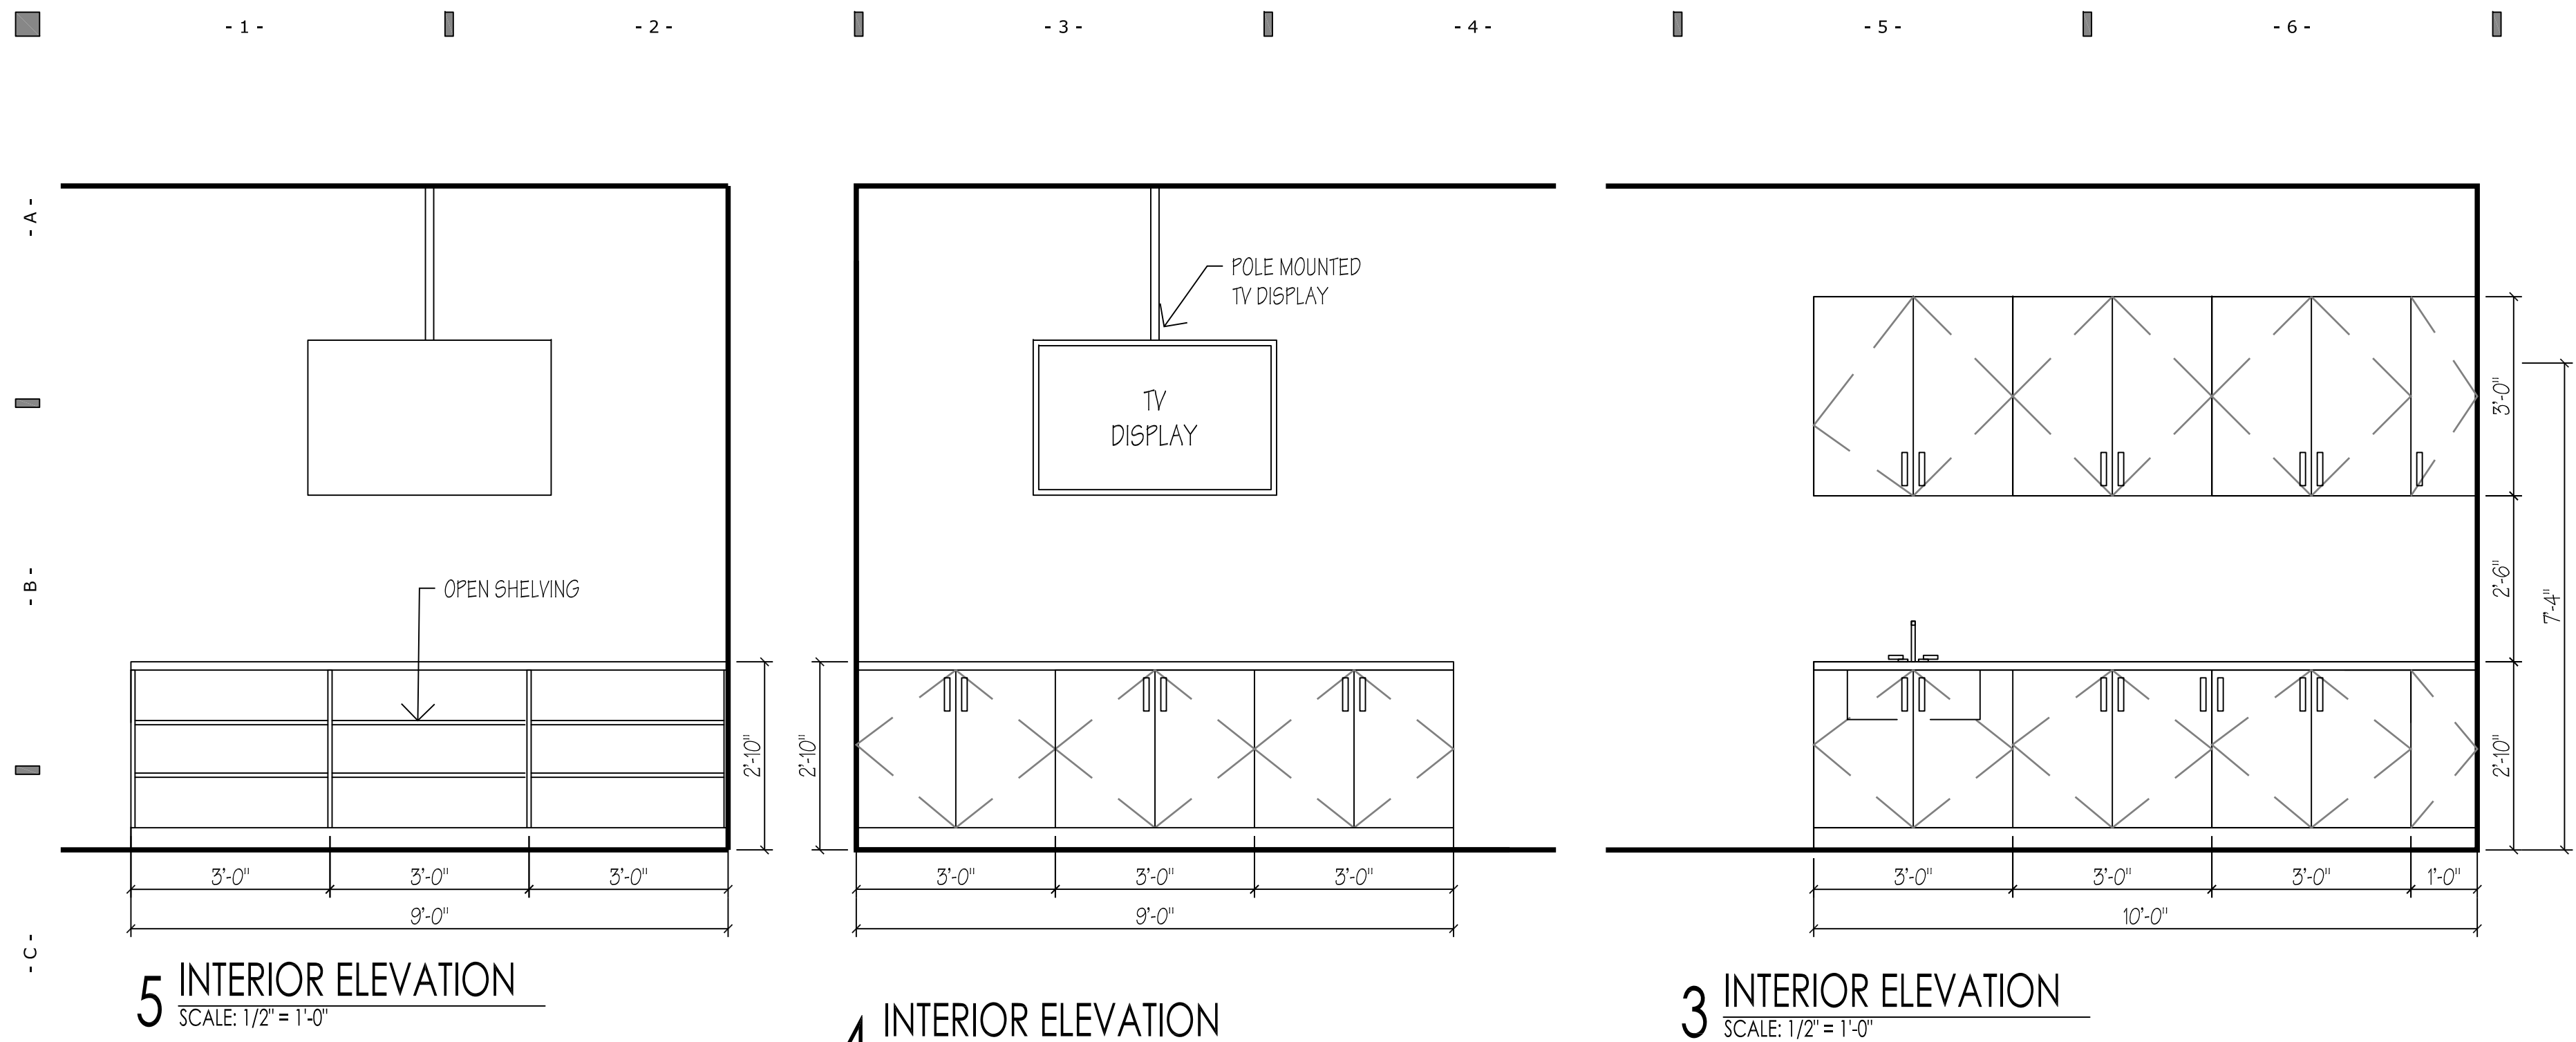 - 1 -
- 2 -
- 3 -
- 4 -
- 5 -
- 6 -
- A -
- B -
- C -
OPEN SHELVING
2'-10"
3'-0"
3'-0"
3'-0"
9'-0"
5
INTERIOR ELEVATION
SCALE: 1/2" = 1'-0"
POLE MOUNTED
TV DISPLAY
TV
DISPLAY
2'-10"
3'-0"
3'-0"
3'-0"
9'-0"
INTERIOR ELEVATION
3'-0"
2'-6"
2'-10"
7'-4"
3'-0"
3'-0"
3'-0"
1'-0"
10'-0"
3
INTERIOR ELEVATION
SCALE: 1/2" = 1'-0"